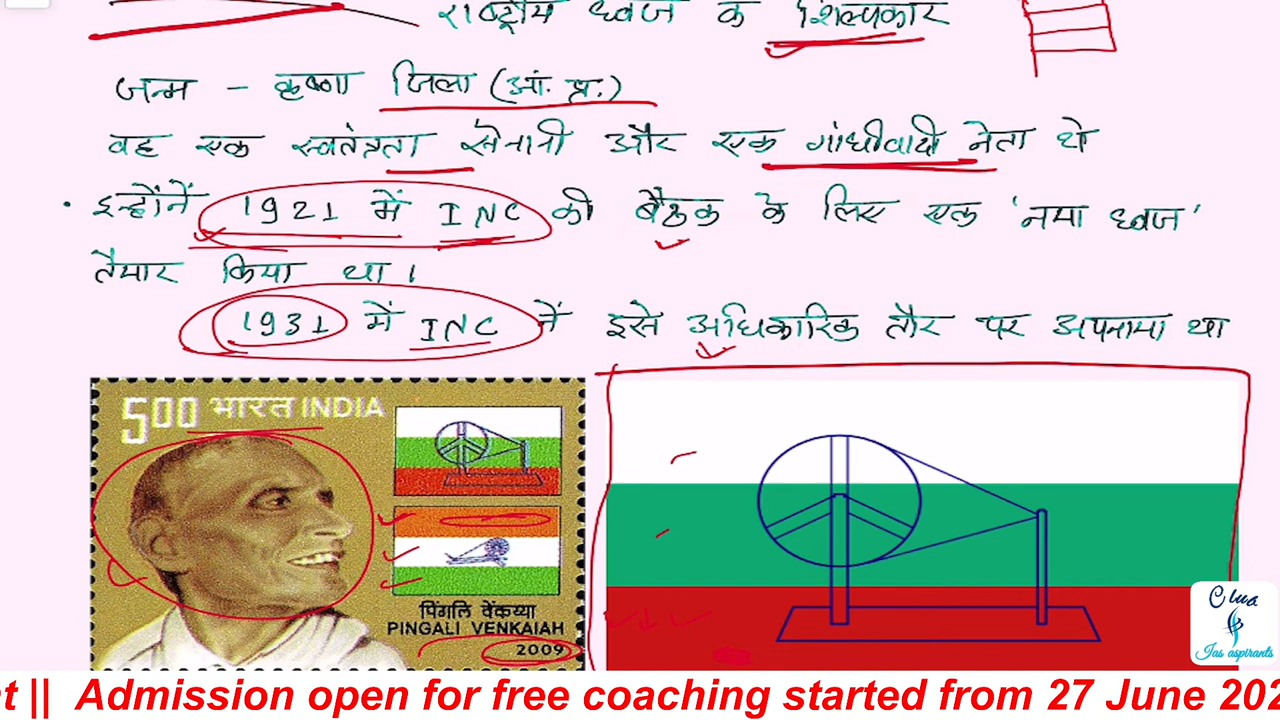 राष्ट्रीय ध्वज के शिल्पकार
जन्म - कृष्णा जिला (आं. प्र.)
वह एक स्वतंत्रता सेनानी और एक गांधीवादी नेता थे
• इन्होंनें 1921 में INC की बैठक के लिए एक 'नया ध्वज'
तैयार किया था।
1931 में INC नें इसे अधिकारिक तौर पर अपनाया था
500 भारत INDIA
पिंगलि वेंकय्या
PINGALI VENKAIAH
2009
Clue
Jas aspirants
t || Admission open for free coaching started from 27 June 202